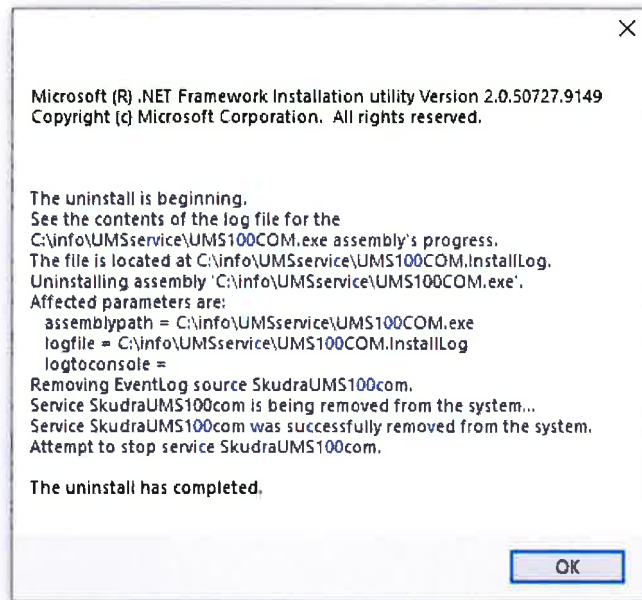 Microsoft (R) .NET Framework Installation utility Version 2.0.50727.9149
Copyright (c) Microsoft Corporation.  All rights reserved.
The uninstall is beginning.
See the contents of the log file for the
C:\info\UMSservice\UMS100COM.exe assembly's progress.
The file is located at C:\info\UMSservice\UMS100COM.InstallLog.
Uninstalling assembly 'C:\info\UMSservice\UMS100COM.exe'.
Affected parameters are:
assemblypath = C:\info\UMSservice\UMS100COM.exe
logfile = C:\info\UMSservice\UMS100COM.InstallLog
logtoconsole =
Removing EventLog source SkudraUMS100com.
Service SkudraUMS100com is being removed from the system...
Service SkudraUMS100com was successfully removed from the system.
Attempt to stop service SkudraUMS100com.
The uninstall has completed.
OK